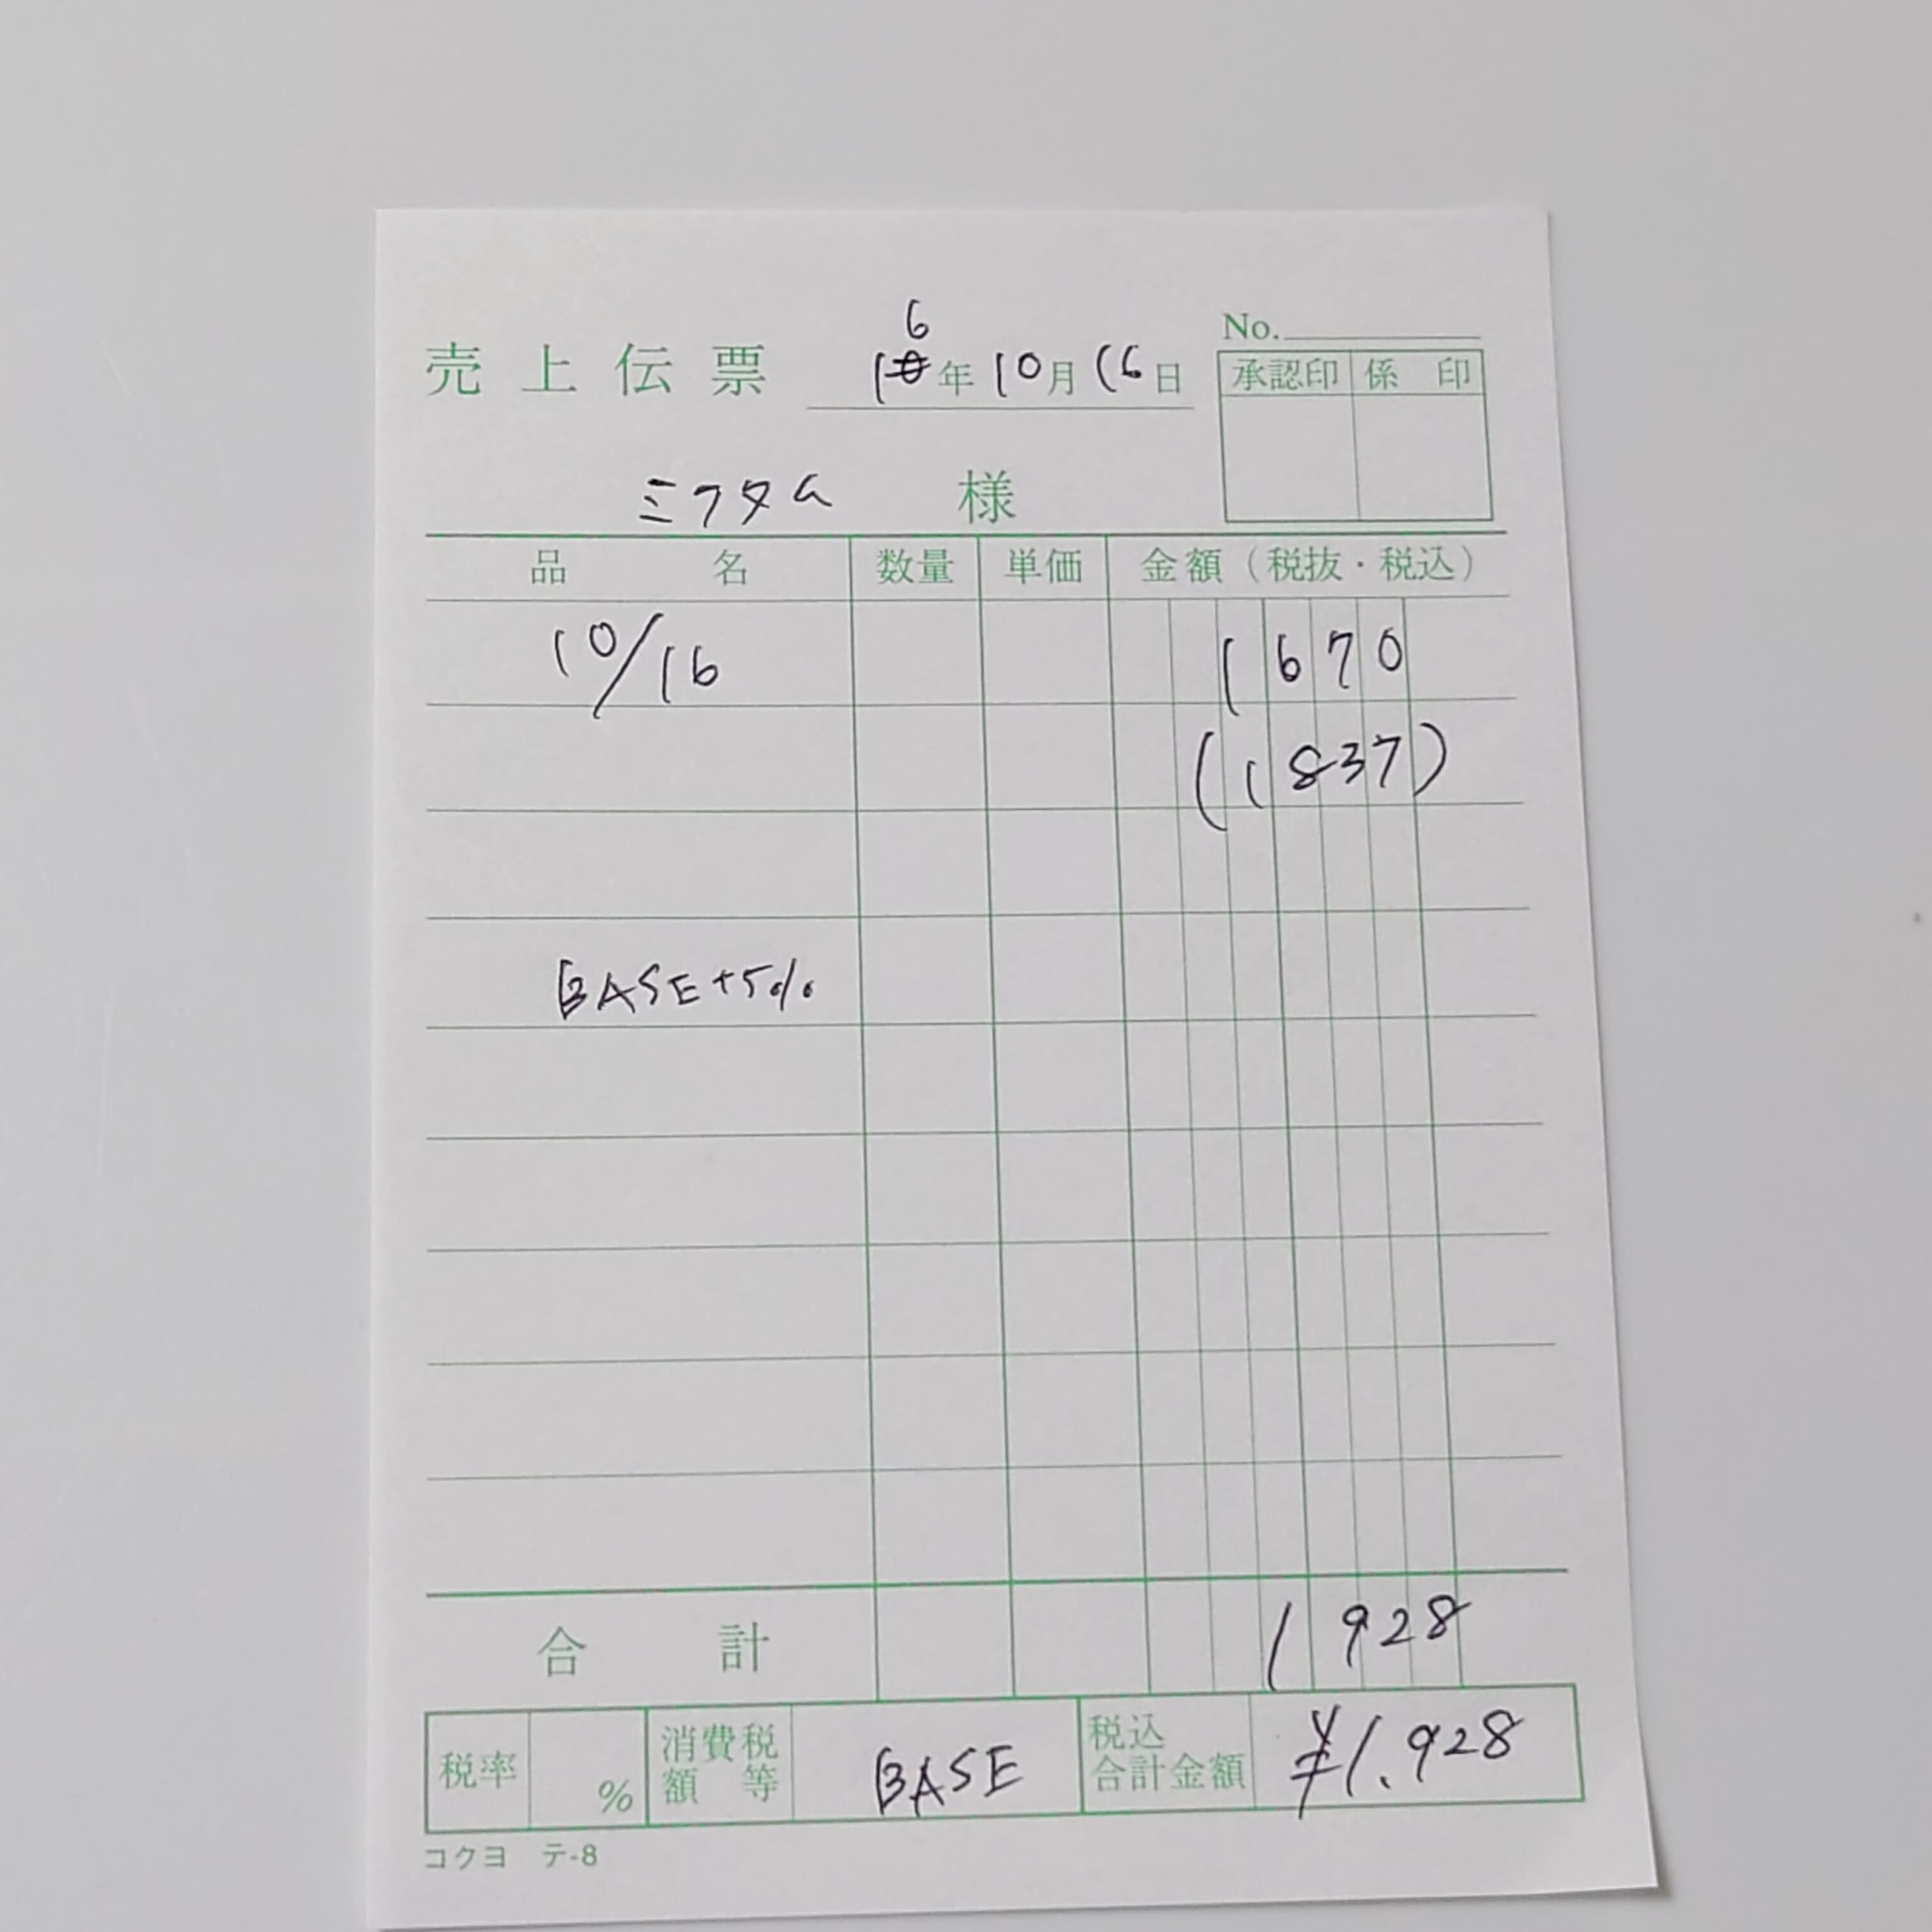 No.
売上伝票 6 10年10月16日
承認印 係印
ミフタム 様
品名 数量 単価 金額（税抜・税込）
10/16 1670
(1837)
BASE+5%
合計 1928
税率 % 消費税額等 BASE 税込合計金額 ¥1.928
コクヨ テ-8